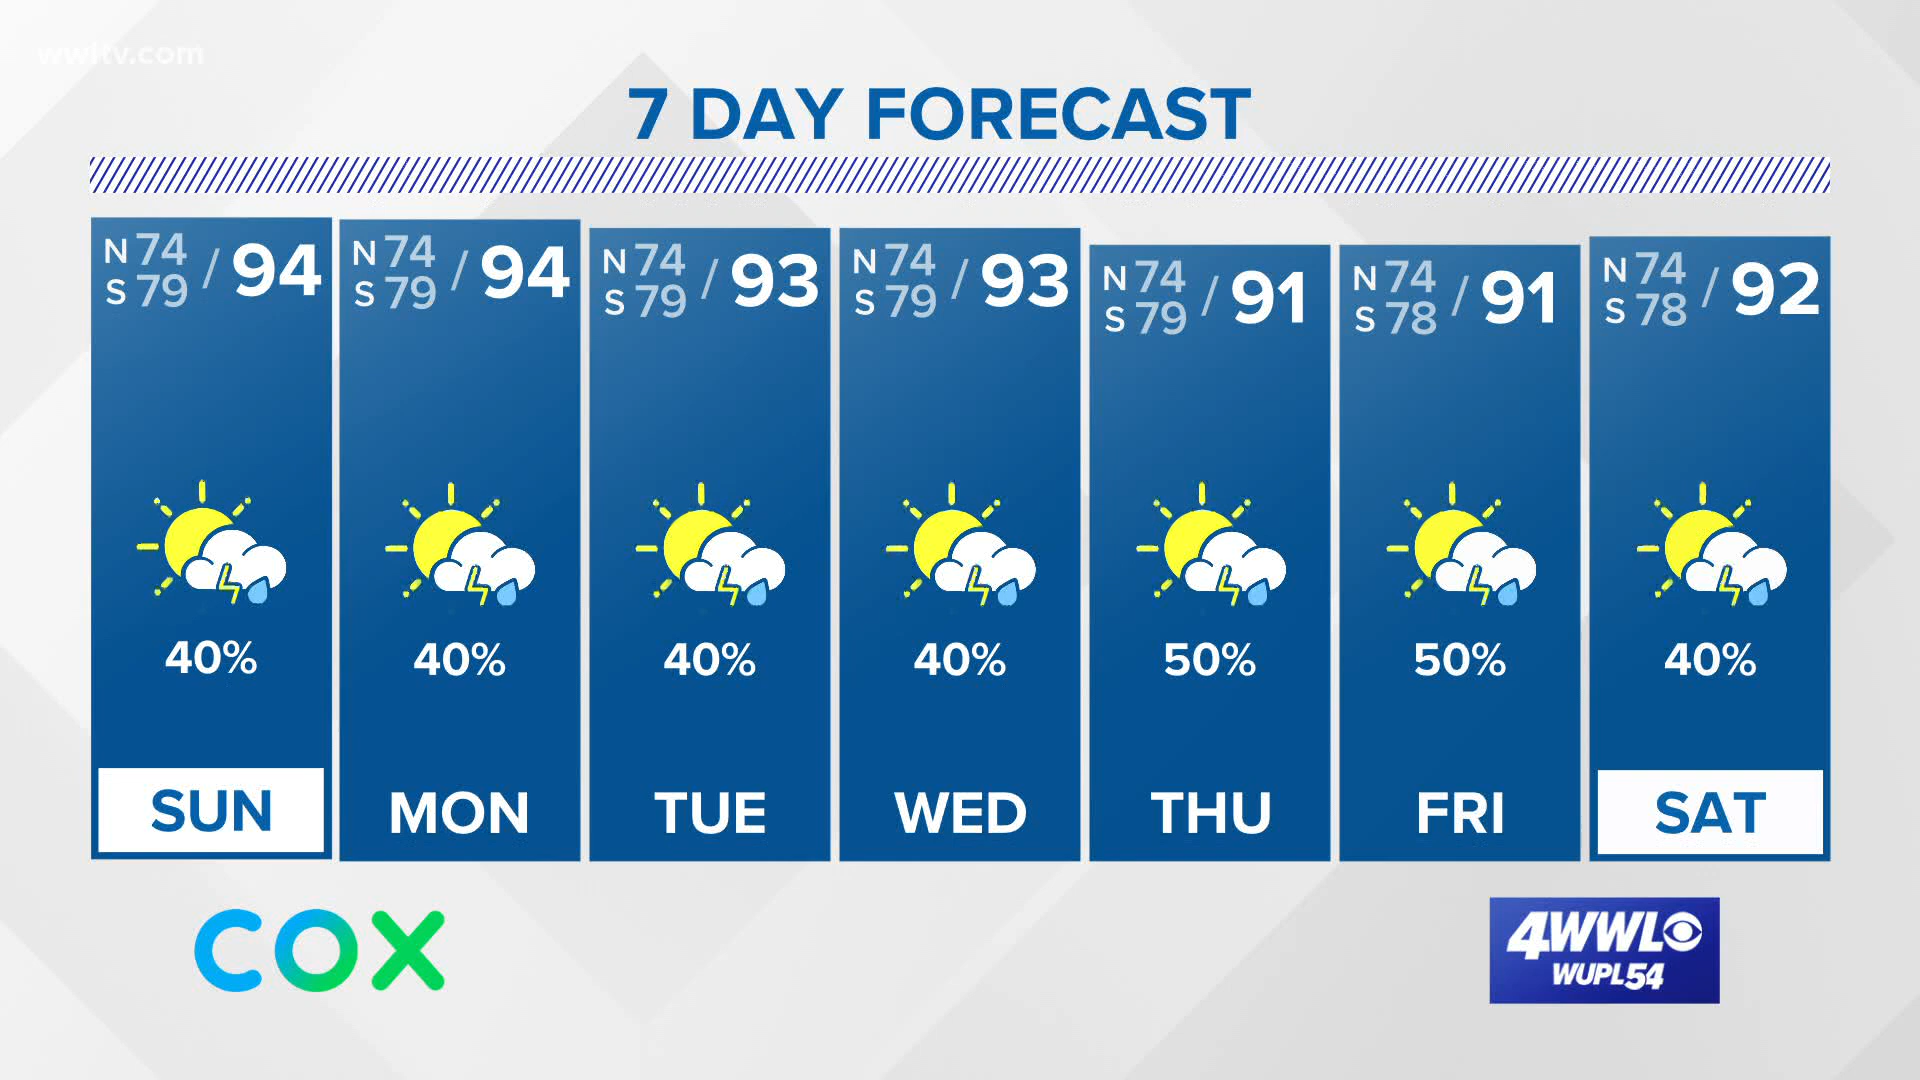 wwltv.com
7 DAY FORECAST
N 74 / 94
S 79
40%
SUN
N 74 / 94
S 79
40%
MON
N 74 / 93
S 79
40%
TUE
N 74 / 93
S 79
40%
WED
N 74 / 91
S 79
50%
THU
N 74 / 91
S 78
50%
FRI
N 74 / 92
S 78
40%
SAT
COX
4WWL
WUPL54